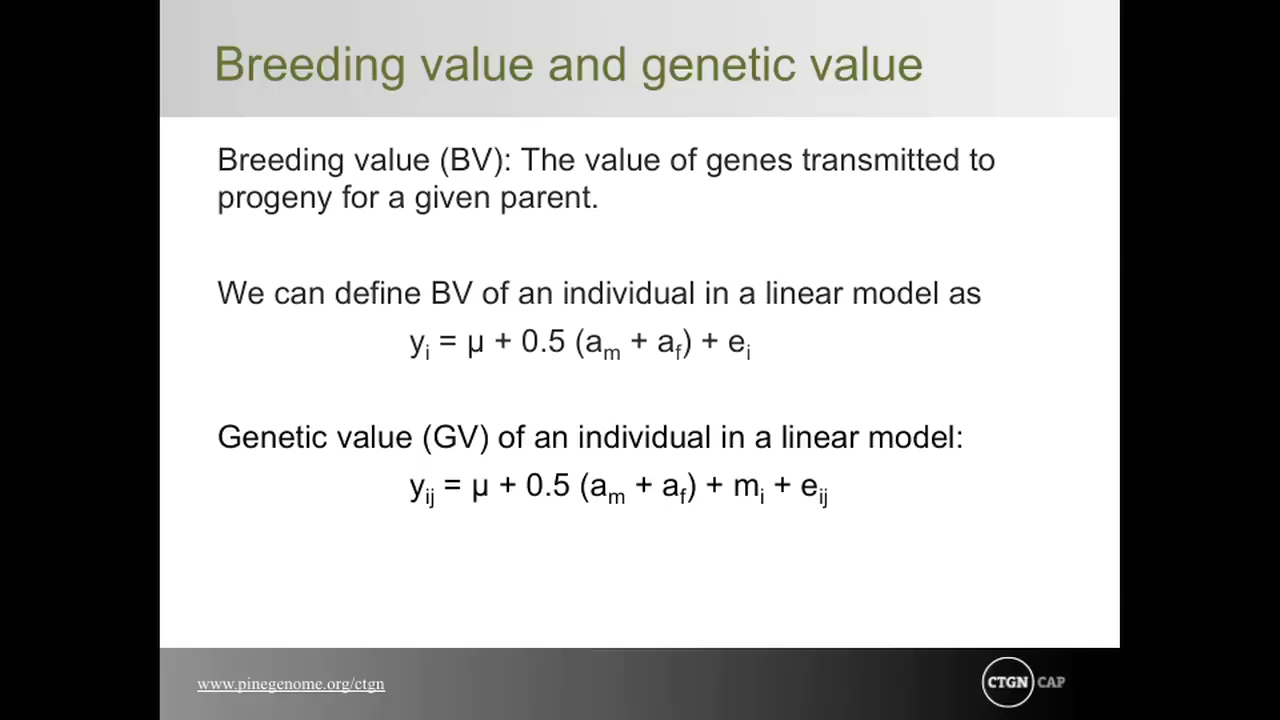 Breeding value and genetic value
Breeding value (BV): The value of genes transmitted to
progeny for a given parent.
We can define BV of an individual in a linear model as
yᵢ = µ + 0.5 (aₘ + a_f) + eᵢ
Genetic value (GV) of an individual in a linear model:
yᵢⱼ = µ + 0.5 (aₘ + a_f) + mᵢ + eᵢⱼ
www.pinegenome.org/ctgn
CTGN CAP